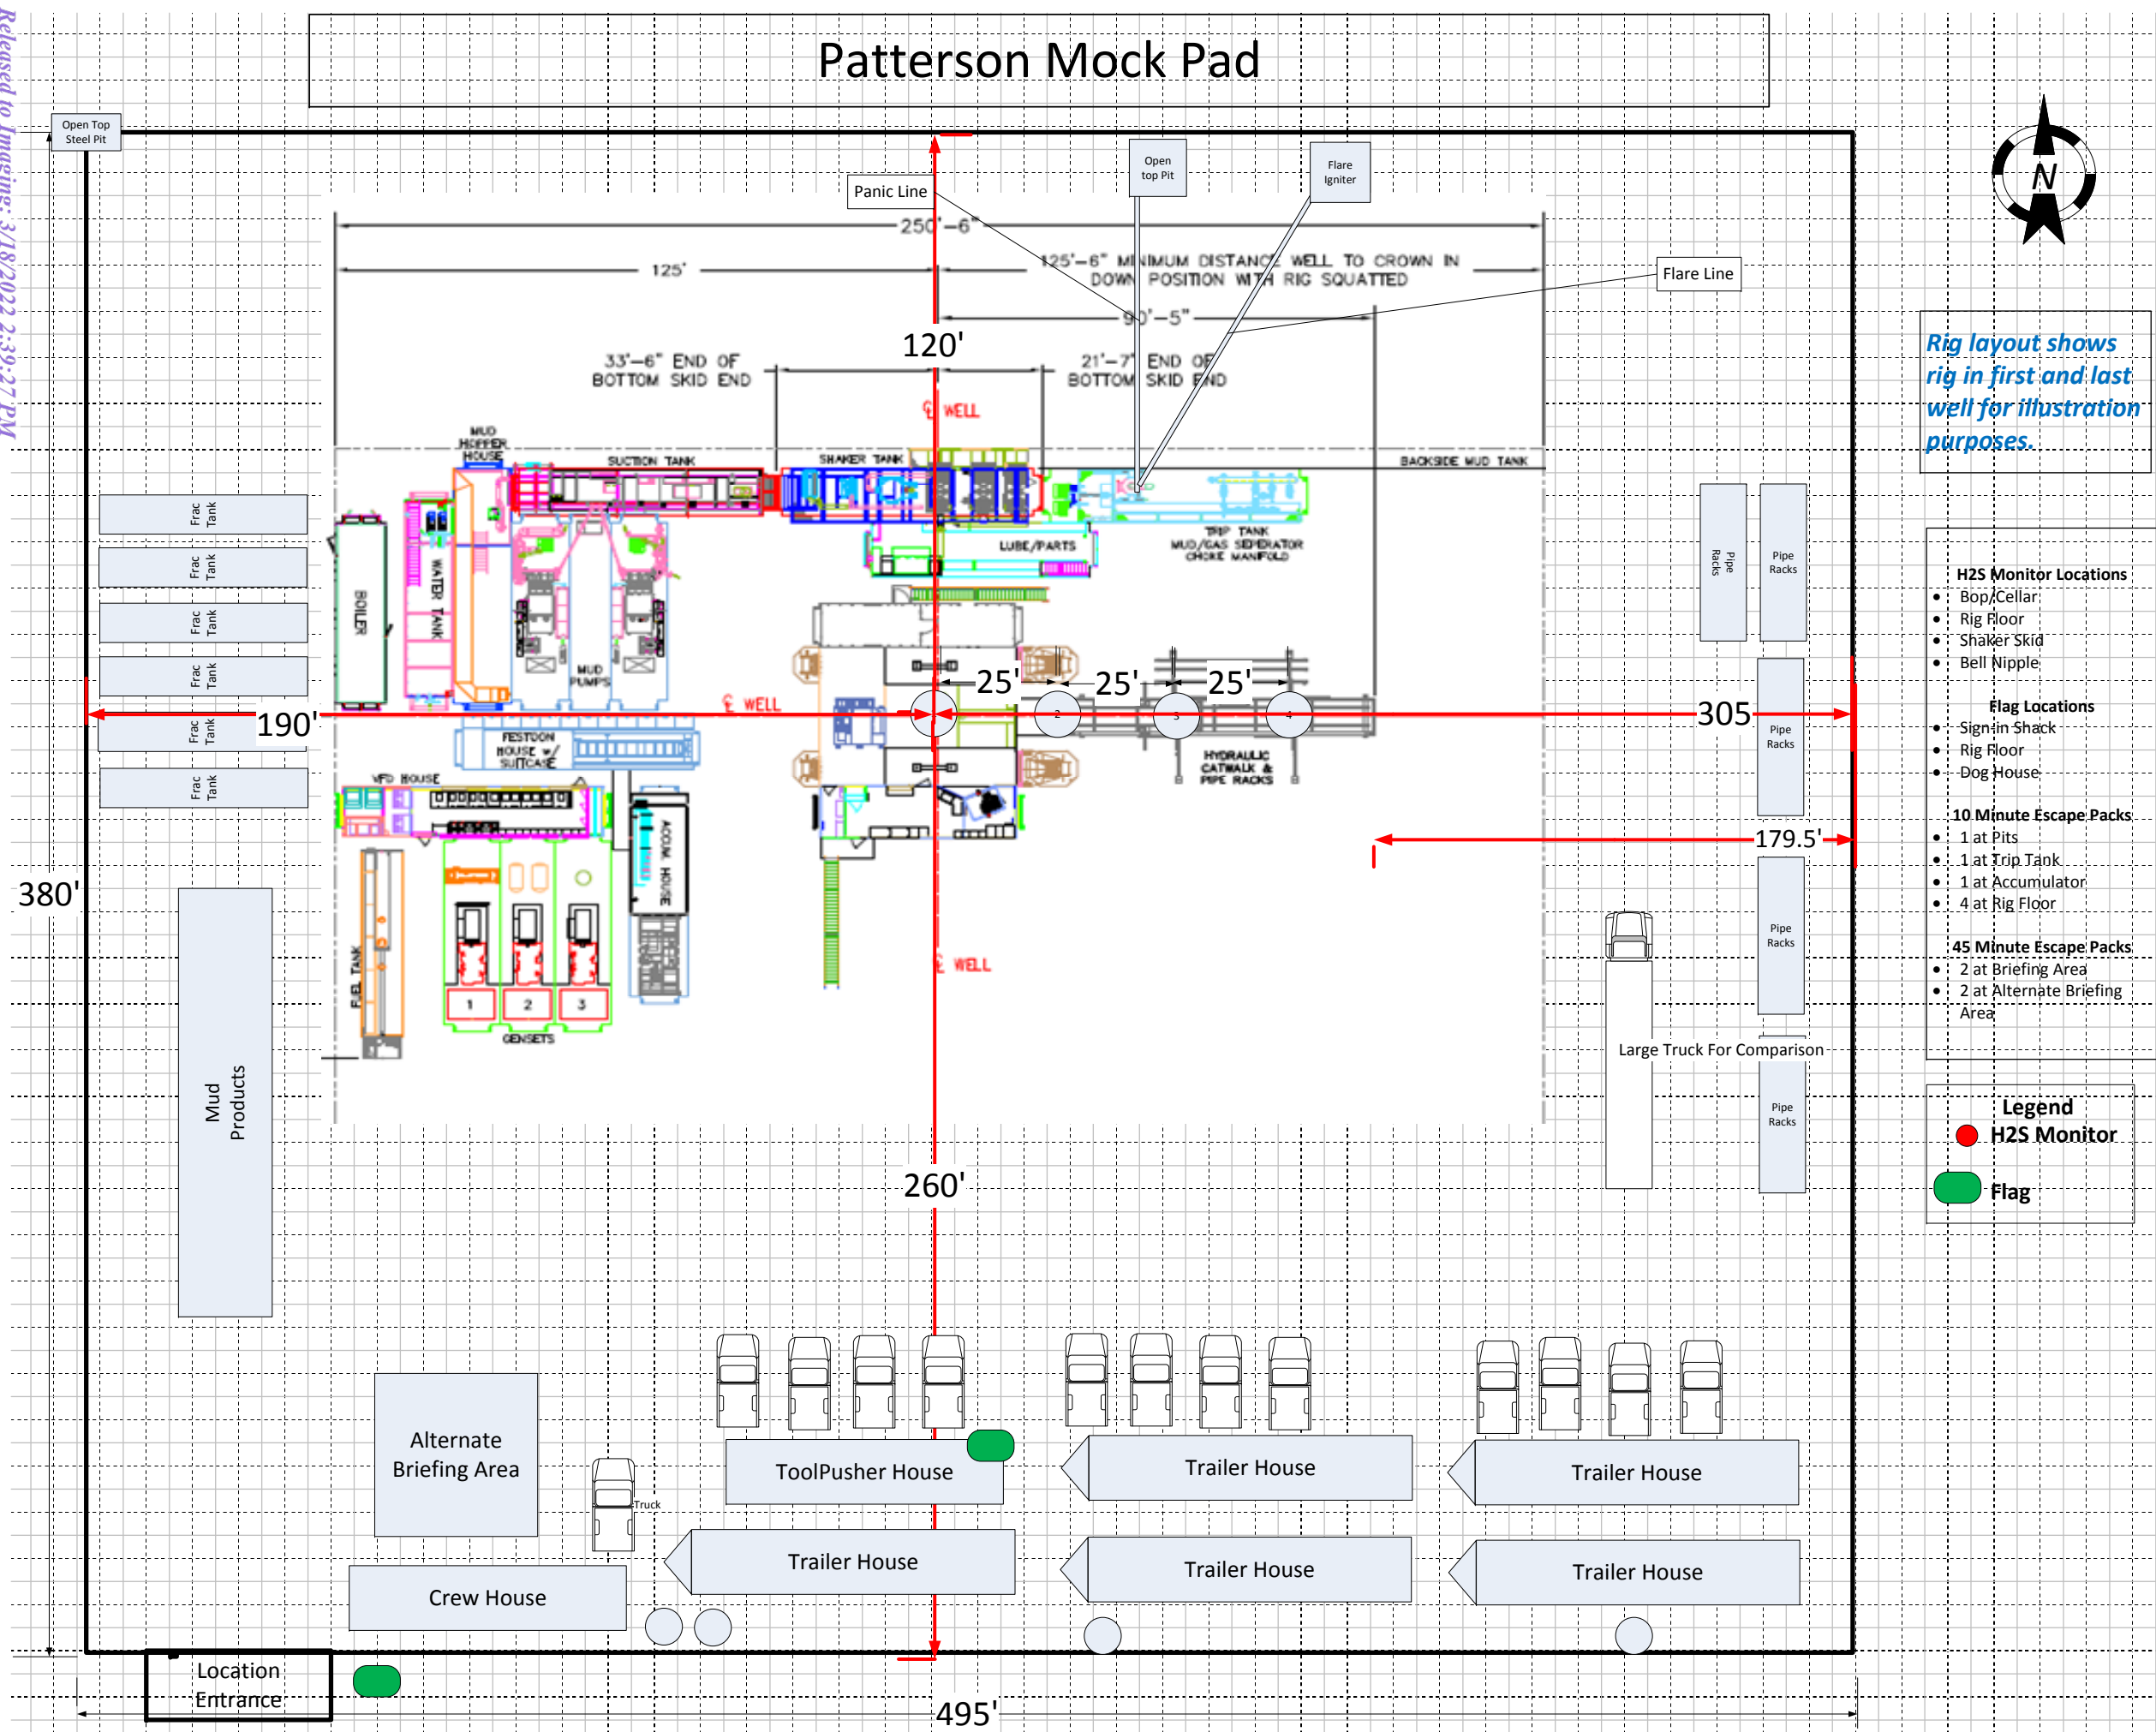 Released to Imaging: 3/18/2022 2:39:27 PM
Patterson Mock Pad
Open Top
Steel Pit
Open
top Pit
Flare
Igniter
Panic Line
N
250'-6"
125'
125'-6" MINIMUM DISTANCE WELL TO CROWN IN
DOWN POSITION WITH RIG SQUATTED
Flare Line
90'-5"
120'
33'-6" END OF
BOTTOM SKID END
21'-7" END OF
BOTTOM SKID END
℄ WELL
Rig layout shows
rig in first and last
well for illustration
purposes.
MUD
HOPPER
HOUSE
SUCTION TANK
SHAKER TANK
BACKSIDE MUD TANK
Frac
Tank
Frac
Tank
Frac
Tank
Frac
Tank
Frac
Tank
Frac
Tank
BOILER
WATER TANK
MUD
PUMPS
LUBE/PARTS
TRIP TANK
MUD/GAS SEPERATOR
CHOKE MANIFOLD
Pipe
Racks
Pipe
Racks
Pipe
Racks
Pipe
Racks
Pipe
Racks
25'
25'
25'
190'
℄ WELL
2
3
4
305
FESTOON
HOUSE w/
SUITCASE
HYDRAULIC
CATWALK &
PIPE RACKS
VFD HOUSE
ACCM. HOUSE
179.5'
380'
FUEL TANK
1
2
3
GENSETS
℄ WELL
Mud
Products
Large Truck For Comparison
260'
H2S Monitor Locations
• Bop/Cellar
• Rig Floor
• Shaker Skid
• Bell Nipple
Flag Locations
• Sign-in Shack
• Rig Floor
• Dog House
10 Minute Escape Packs
• 1 at Pits
• 1 at Trip Tank
• 1 at Accumulator
• 4 at Rig Floor
45 Minute Escape Packs
• 2 at Briefing Area
• 2 at Alternate Briefing
Area
Legend
H2S Monitor
Flag
Alternate
Briefing Area
Truck
ToolPusher House
Trailer House
Trailer House
Crew House
Trailer House
Trailer House
Trailer House
Location
Entrance
495'